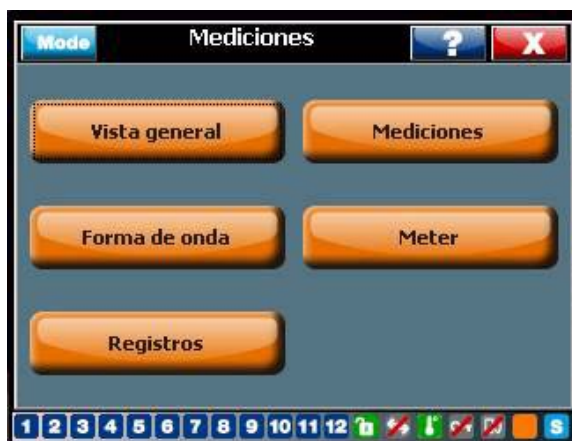 Mode Mediciones ? X
Vista general Mediciones
Forma de onda Meter
Registros
1 2 3 4 5 6 7 8 9 10 11 12 S